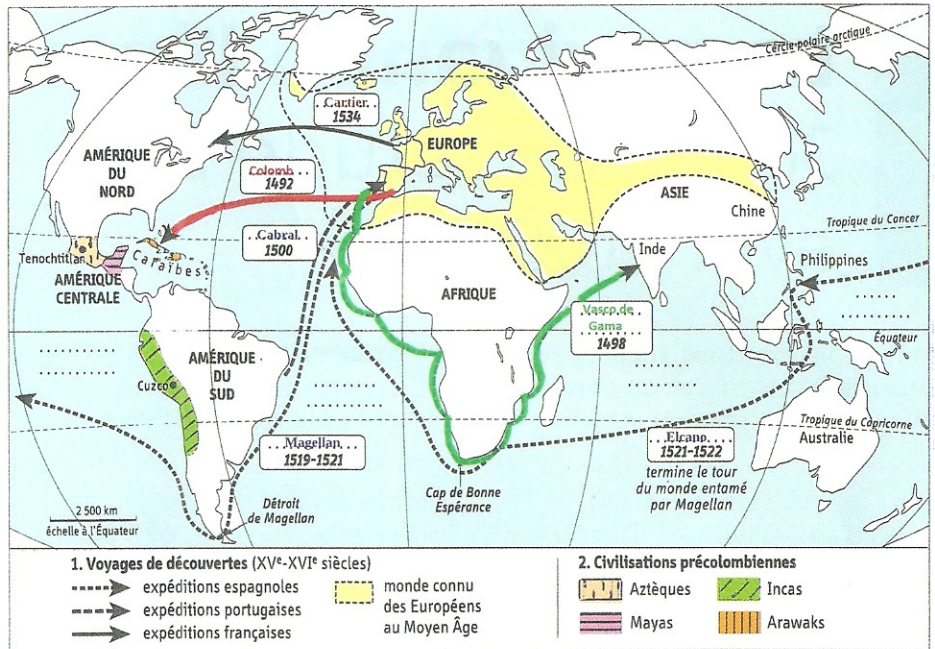 Cercle polaire arctique
Cartier
1534
EUROPE
AMÉRIQUE
DU
NORD
Colomb
1492
ASIE
Chine
Cabral
1500
Tropique du Cancer
Tenochtitlan
Caraïbes
Inde
Philippines
AMÉRIQUE
CENTRALE
AFRIQUE
Vasco de
Gama
1498
Équateur
AMÉRIQUE
DU
SUD
Cuzco
Tropique du Capricorne
Magellan
1519-1521
Elcano
1521-1522
Australie
termine le tour
du monde entamé
par Magellan
Cap de Bonne
Espérance
Détroit
de Magellan
2 500 km
échelle à l'Équateur
1. Voyages de découvertes (XVe-XVIe siècles)
expéditions espagnoles
expéditions portugaises
expéditions françaises
monde connu
des Européens
au Moyen Âge
2. Civilisations précolombiennes
Aztèques
Incas
Mayas
Arawaks